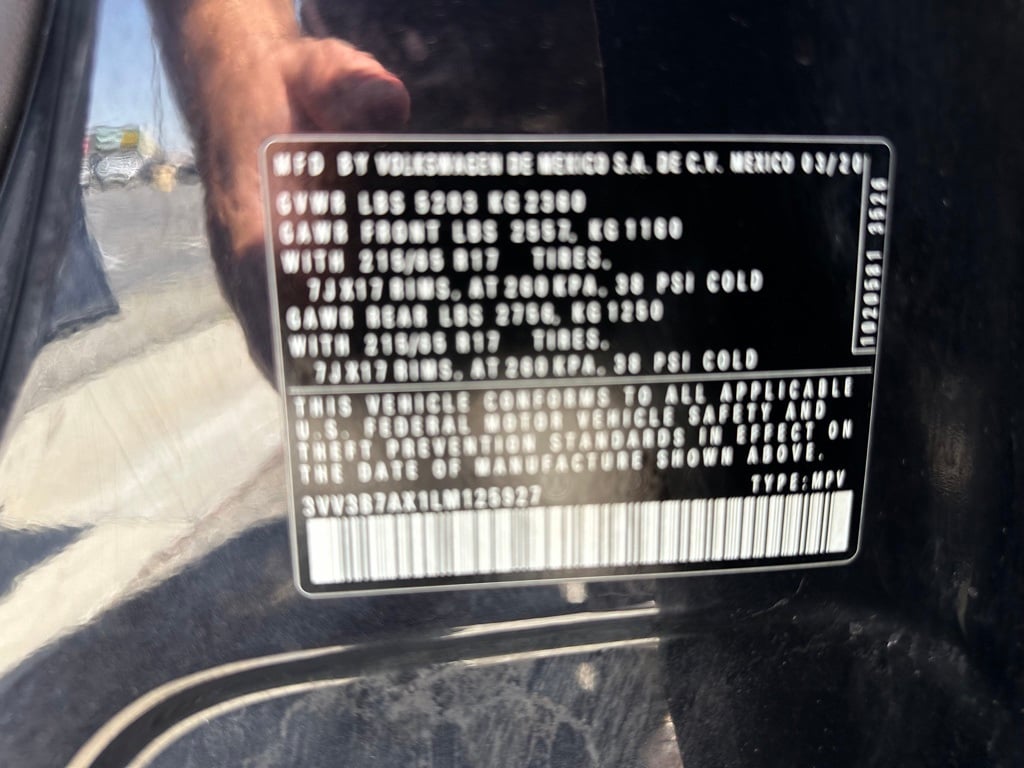 MFD BY VOLKSWAGEN DE MEXICO S.A. DE C.V. MEXICO 03/20
GVWR LBS 5203 KG 2360
GAWR FRONT LBS 2557, KG 1160
WITH 215/65 R17 TIRES,
7JX17 RIMS, AT 260 KPA, 38 PSI COLD
GAWR REAR LBS 2756, KG 1250
WITH 215/65 R17 TIRES,
7JX17 RIMS, AT 260 KPA, 38 PSI COLD
THIS VEHICLE CONFORMS TO ALL APPLICABLE
U.S. FEDERAL MOTOR VEHICLE SAFETY AND
THEFT PREVENTION STANDARDS IN EFFECT ON
THE DATE OF MANUFACTURE SHOWN ABOVE.
TYPE:MPV